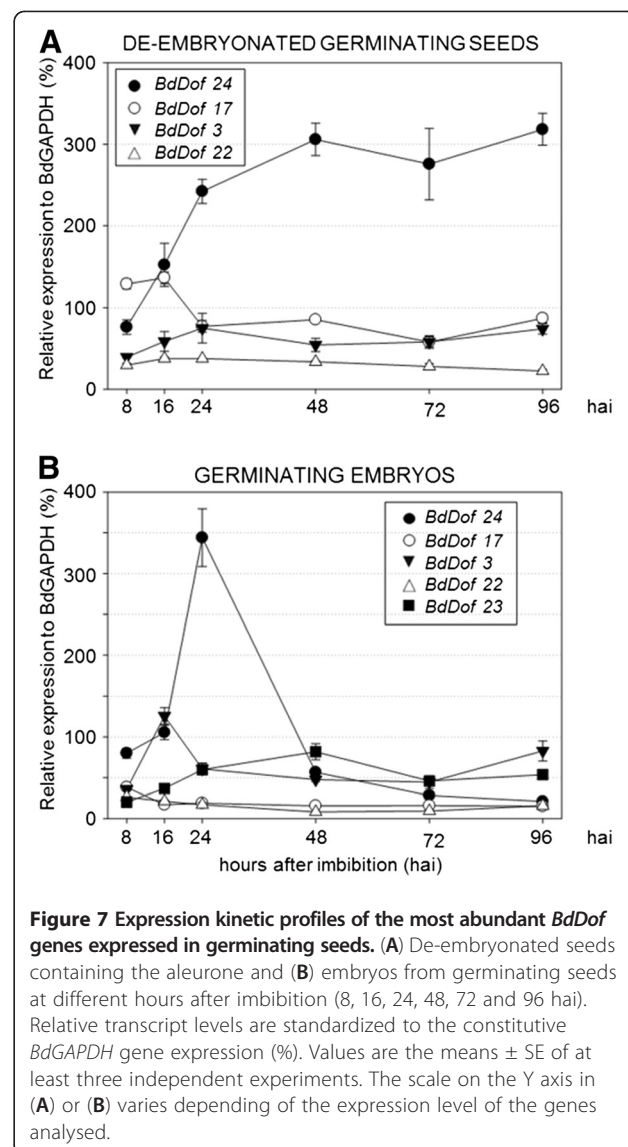 A
DE-EMBRYONATED GERMINATING SEEDS
Relative expression to BdGAPDH (%)
400
300
200
100
0
BdDof 24
BdDof 17
BdDof 3
BdDof 22
8 16 24 48 72 96 hai
B
GERMINATING EMBRYOS
Relative expression to BdGAPDH (%)
400
300
200
100
0
BdDof 24
BdDof 17
BdDof 3
BdDof 22
BdDof 23
8 16 24 48 72 96 hai
hours after imbibition (hai)
Figure 7 Expression kinetic profiles of the most abundant BdDof
genes expressed in germinating seeds. (A) De-embryonated seeds
containing the aleurone and (B) embryos from germinating seeds
at different hours after imbibition (8, 16, 24, 48, 72 and 96 hai).
Relative transcript levels are standardized to the constitutive
BdGAPDH gene expression (%). Values are the means ± SE of at
least three independent experiments. The scale on the Y axis in
(A) or (B) varies depending of the expression level of the genes
analysed.